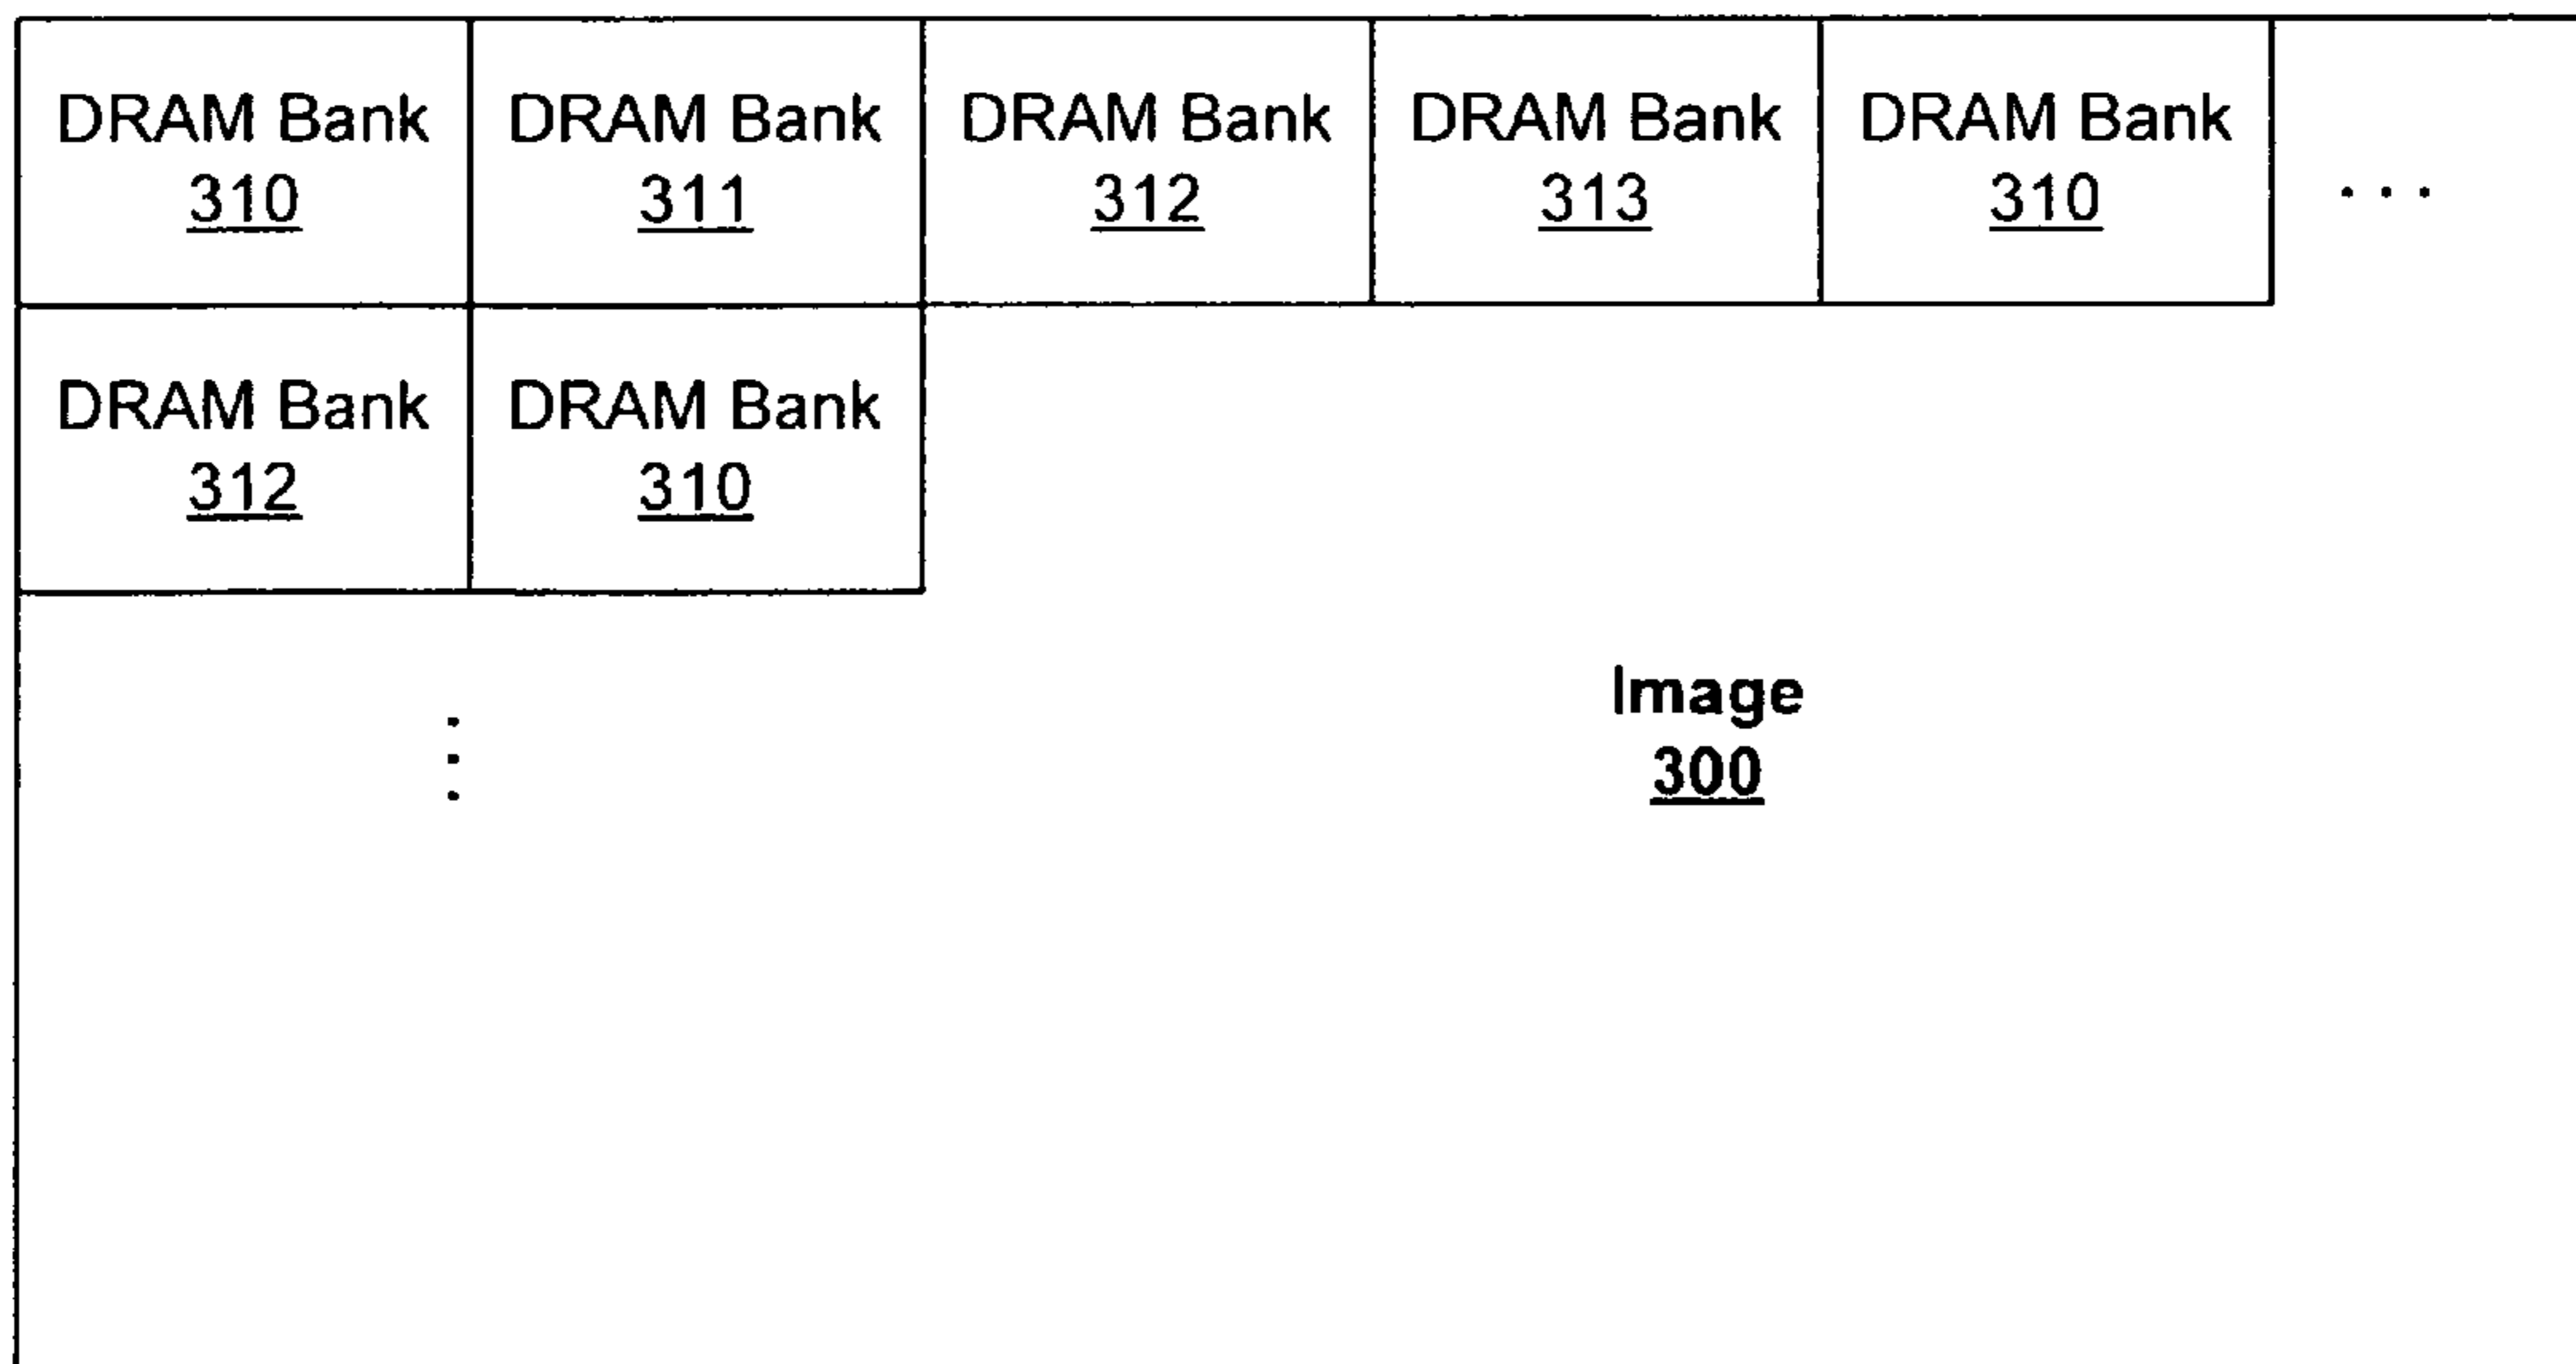 DRAM Bank DRAM Bank DRAM Bank DRAM Bank DRAM Bank
310 311 312 313 310 . . .
DRAM Bank DRAM Bank
312 310
Image
300